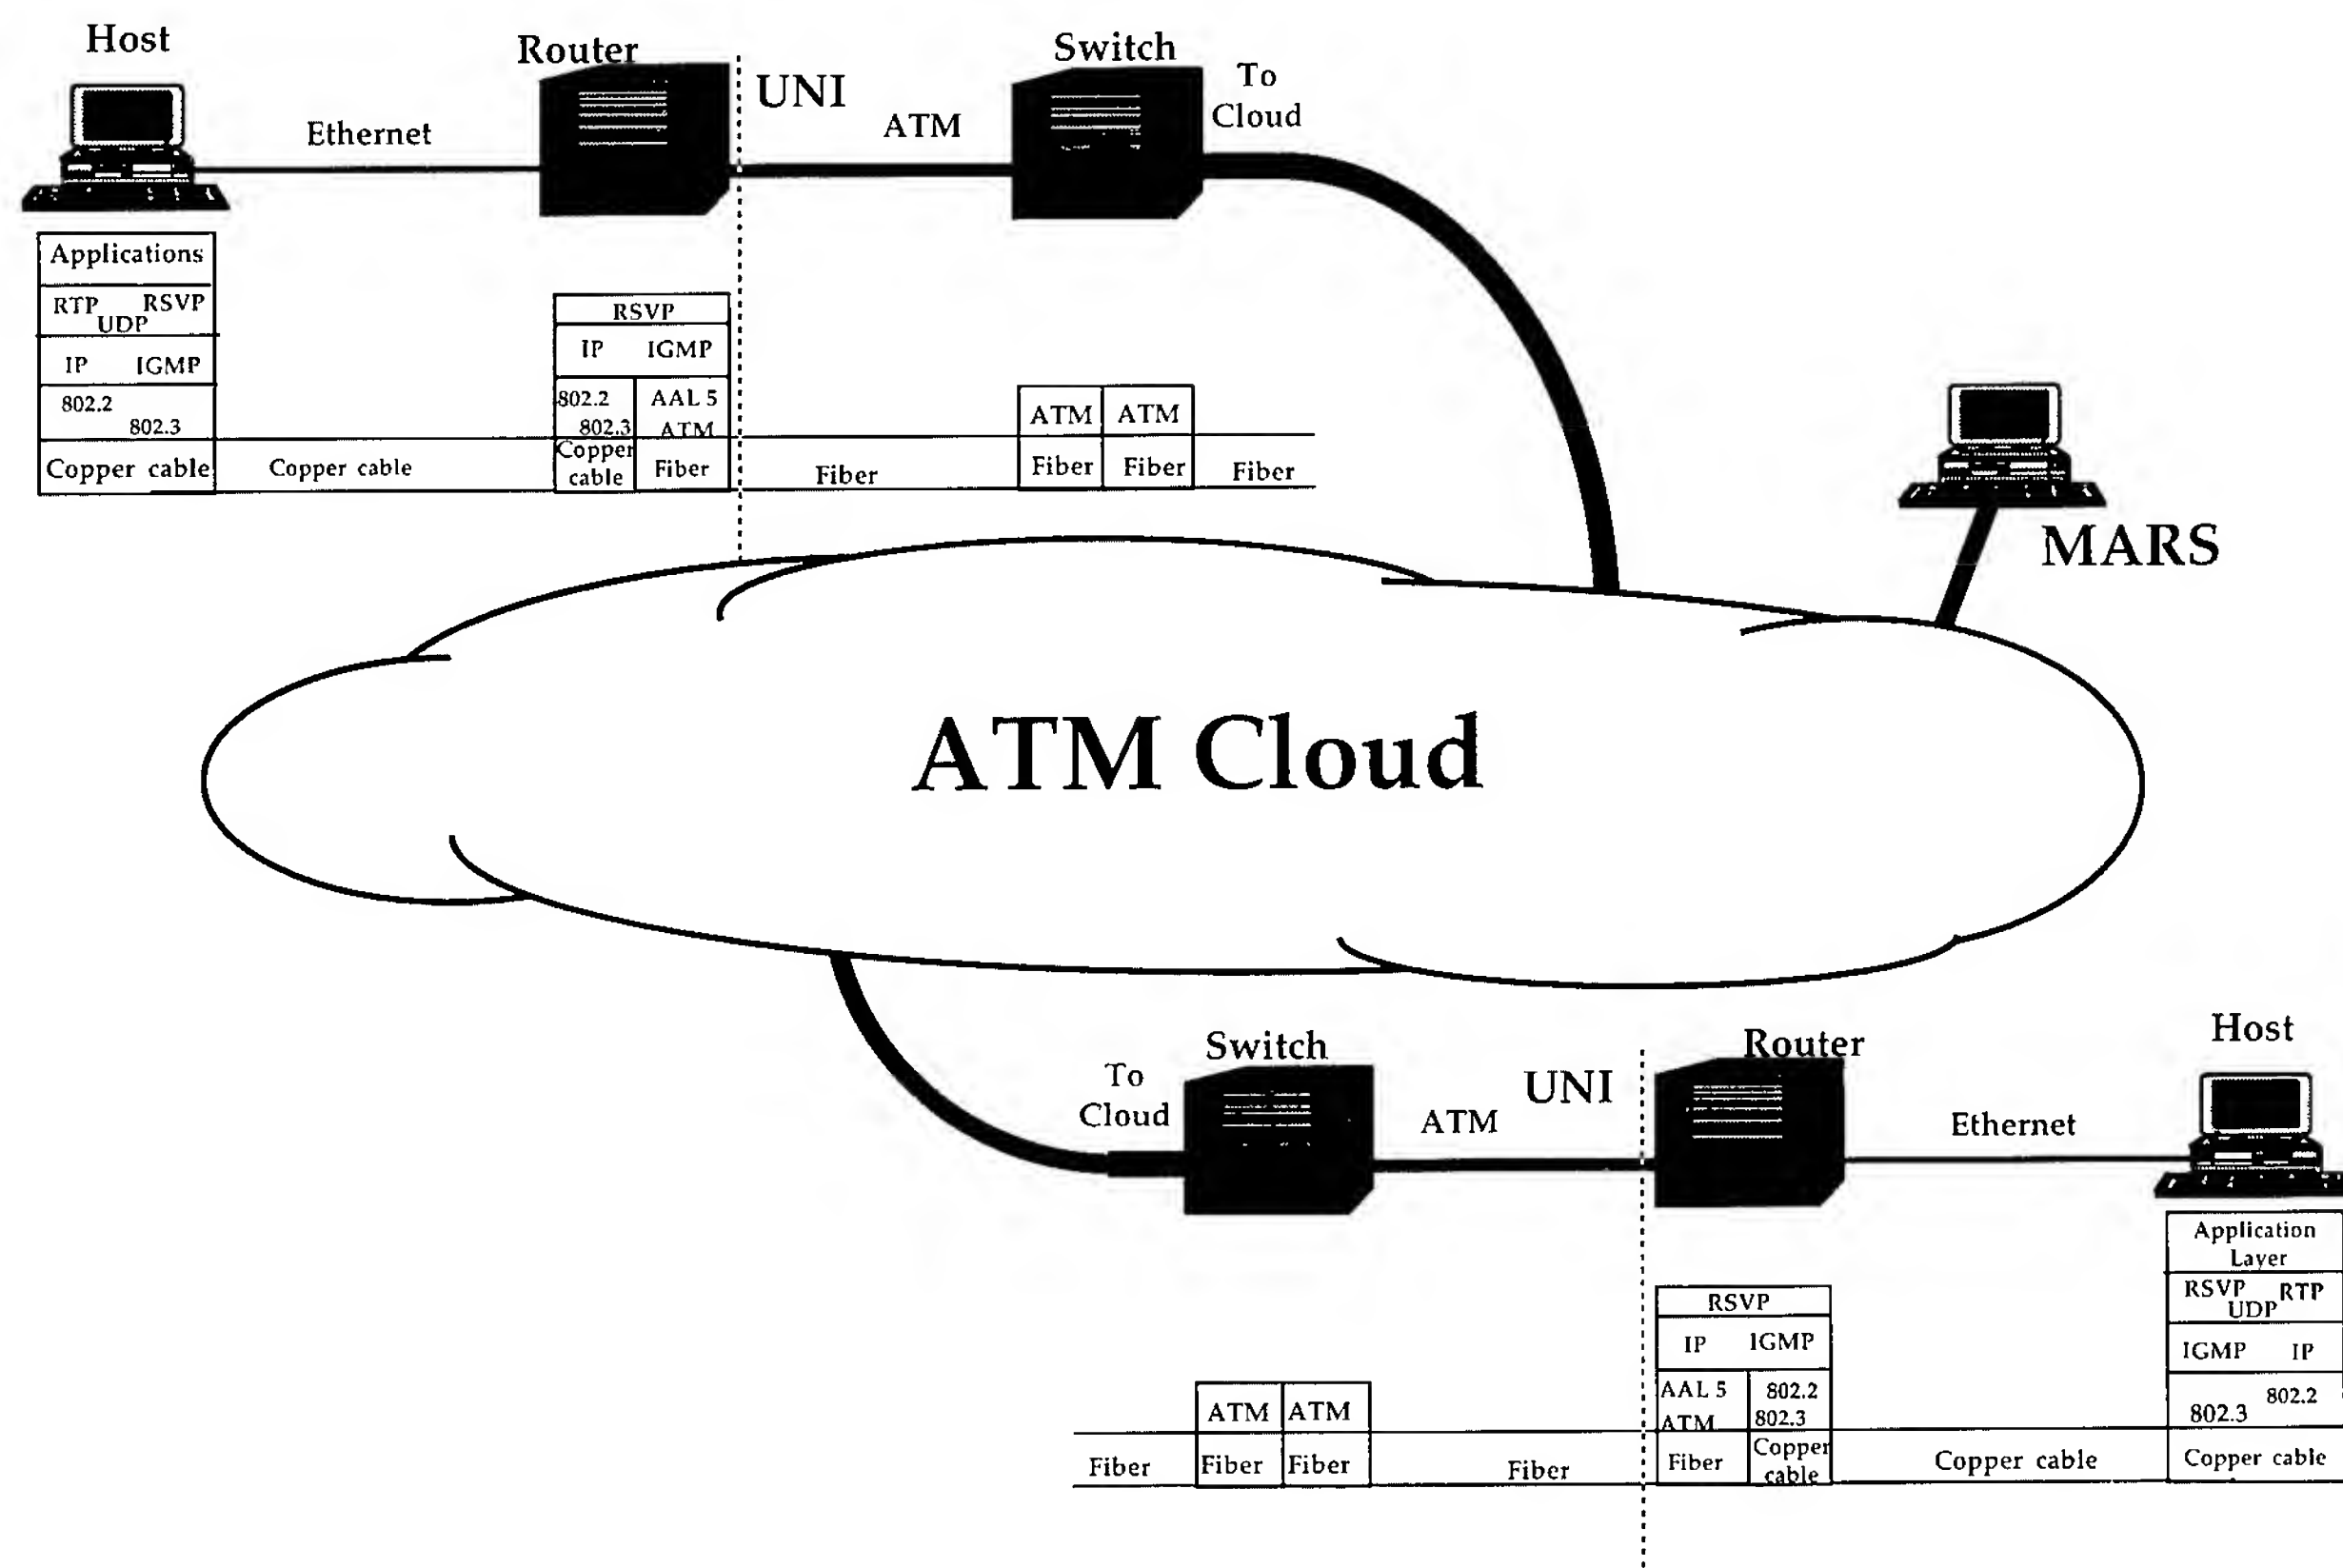 Host
Router
Switch
UNI
To
Cloud
Ethernet
ATM
Applications
RTP RSVP
UDP
IP IGMP
802.2
802.3
Copper cable
Copper cable
RSVP
IP IGMP
802.2 AAL 5
802.3 ATM
Copper
cable
Fiber
Fiber
ATM ATM
Fiber Fiber
Fiber
MARS
ATM Cloud
Switch
To
Cloud
ATM
UNI
Router
Ethernet
Host
Fiber
ATM ATM
Fiber Fiber
Fiber
RSVP
IP IGMP
AAL 5 802.2
ATM 802.3
Fiber
Copper
cable
Copper cable
Application
Layer
RSVP RTP
UDP
IGMP IP
802.2
802.3
Copper cable